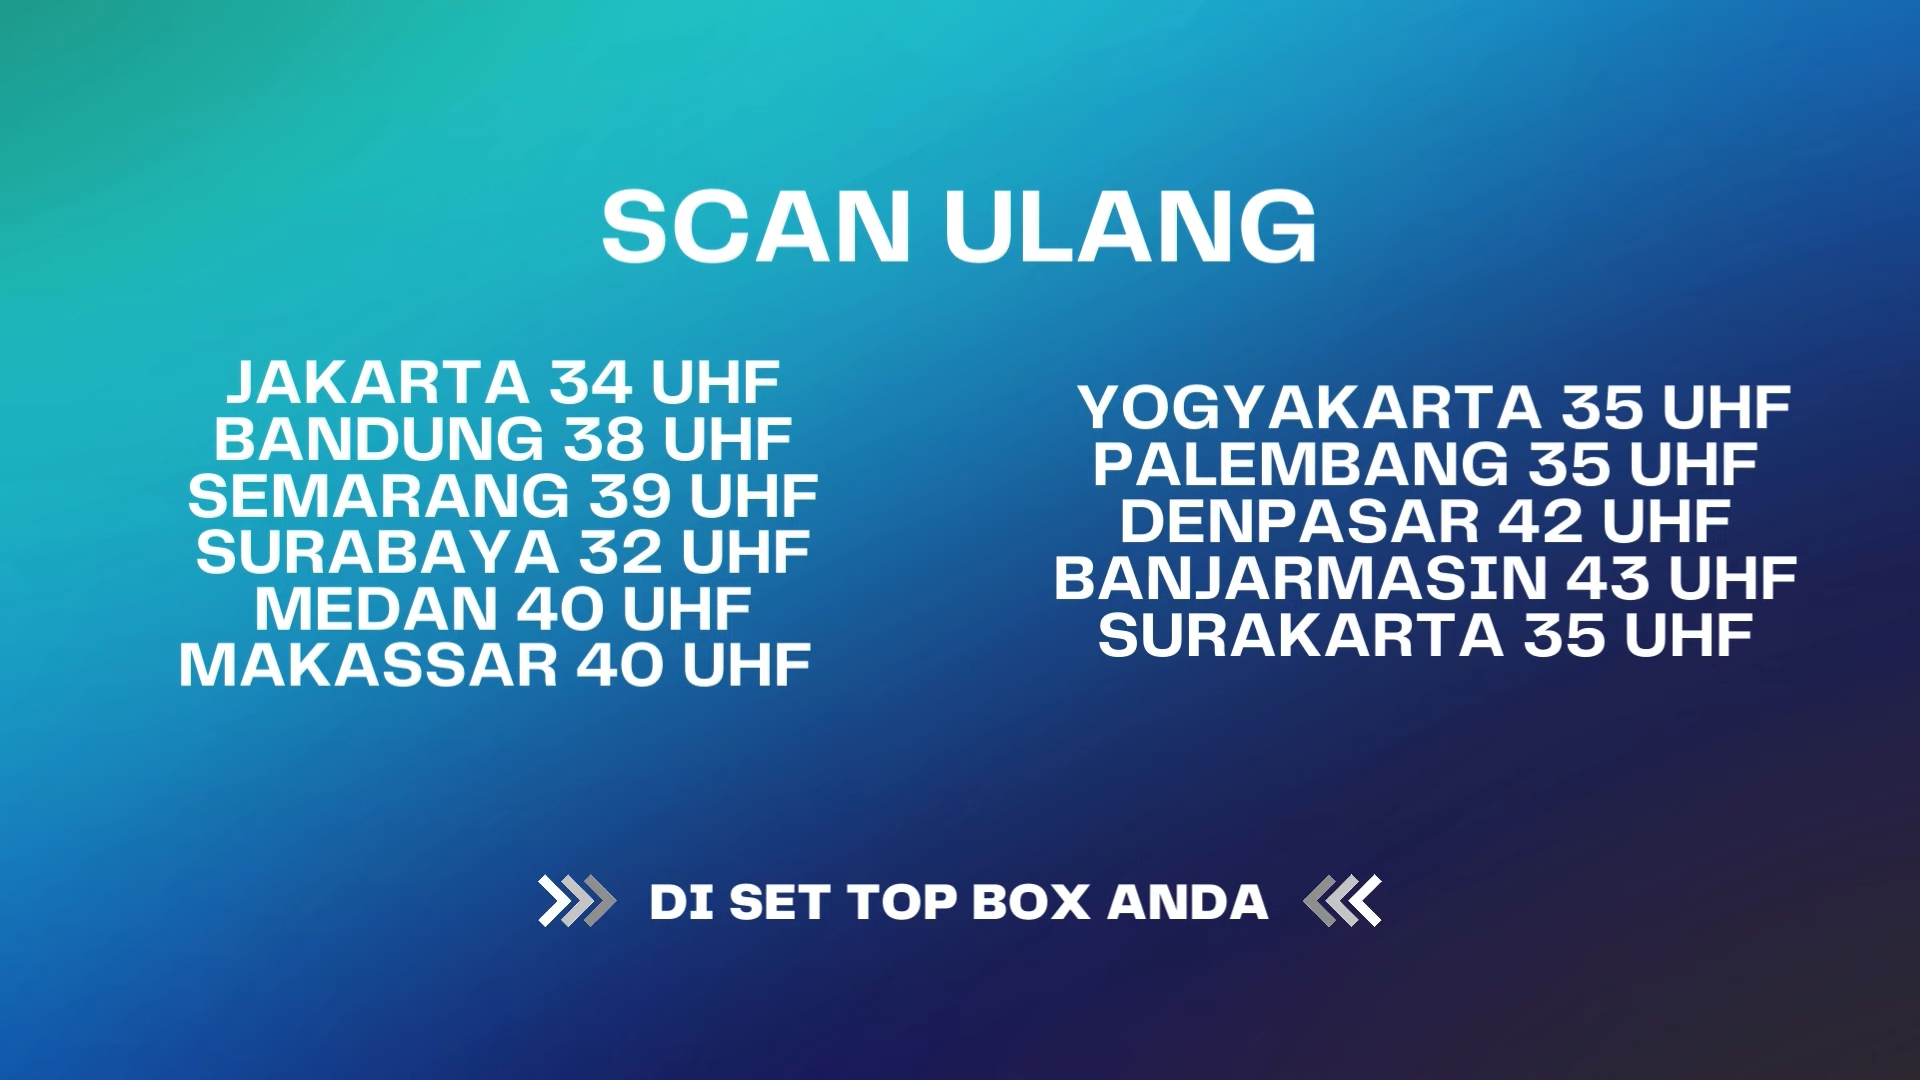 SCAN ULANG
JAKARTA 34 UHF
BANDUNG 38 UHF
SEMARANG 39 UHF
SURABAYA 32 UHF
MEDAN 40 UHF
MAKASSAR 40 UHF
YOGYAKARTA 35 UHF
PALEMBANG 35 UHF
DENPASAR 42 UHF
BANJARMASIN 43 UHF
SURAKARTA 35 UHF
DI SET TOP BOX ANDA